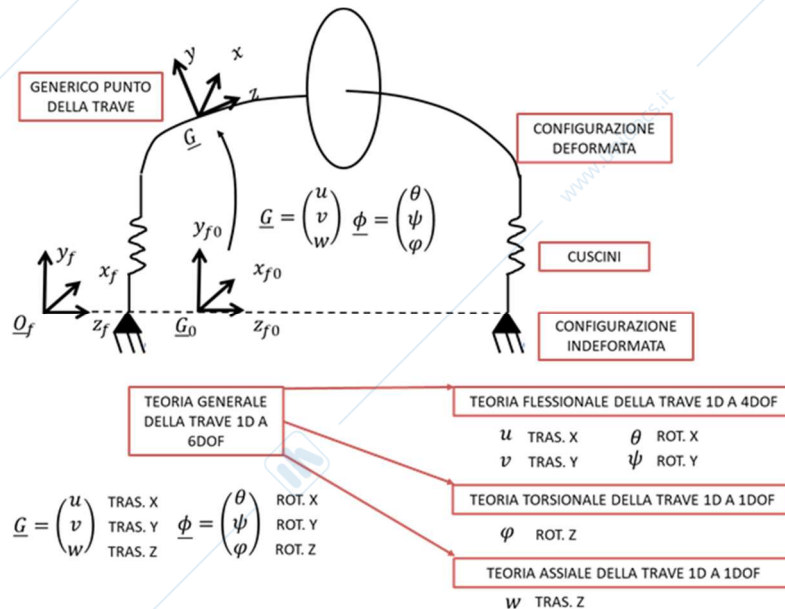 y
x
z
GENERICO PUNTO
DELLA TRAVE
G
CONFIGURAZIONE
DEFORMATA
G = (u v w) ϕ = (θ ψ φ)
y_f0
x_f0
z_f0
G_0
y_f
x_f
z_f
O_f
CUSCINI
CONFIGURAZIONE
INDEFORMATA
TEORIA GENERALE
DELLA TRAVE 1D A
6DOF
G = (u v w)
TRAS. X
TRAS. Y
TRAS. Z
ϕ = (θ ψ φ)
ROT. X
ROT. Y
ROT. Z
TEORIA FLESSIONALE DELLA TRAVE 1D A 4DOF
u TRAS. X θ ROT. X
v TRAS. Y ψ ROT. Y
TEORIA TORSIONALE DELLA TRAVE 1D A 1DOF
φ ROT. Z
TEORIA ASSIALE DELLA TRAVE 1D A 1DOF
w TRAS. Z